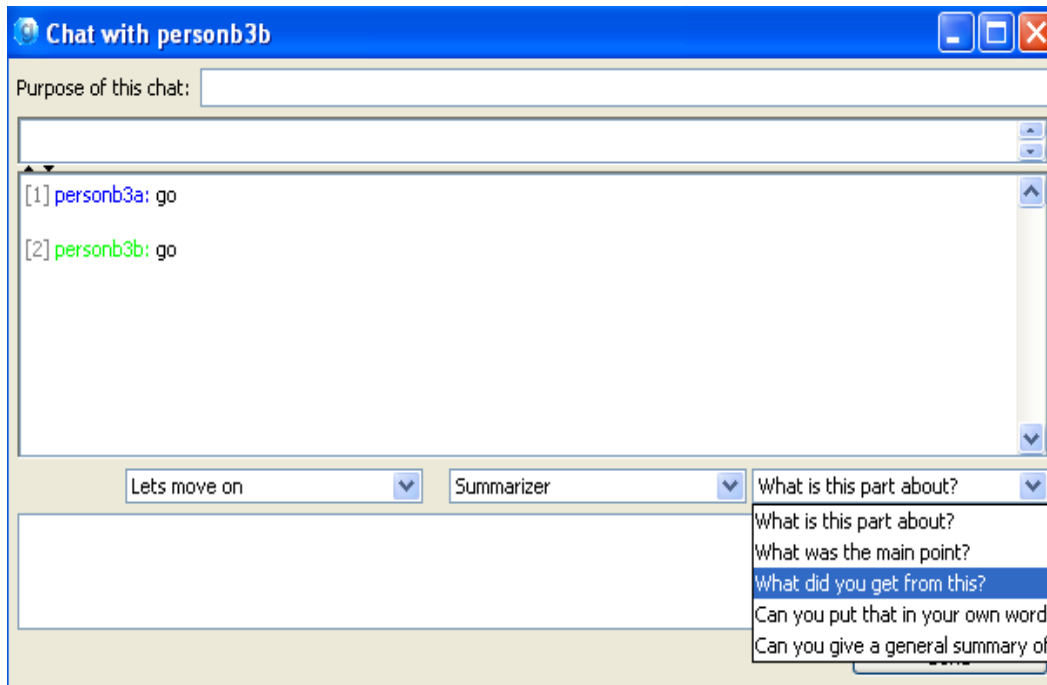 Chat with personb3b
Purpose of this chat:
[1] personb3a: go
[2] personb3b: go
Lets move on
Summarizer
What is this part about?
What is this part about?
What was the main point?
What did you get from this?
Can you put that in your own word
Can you give a general summary of